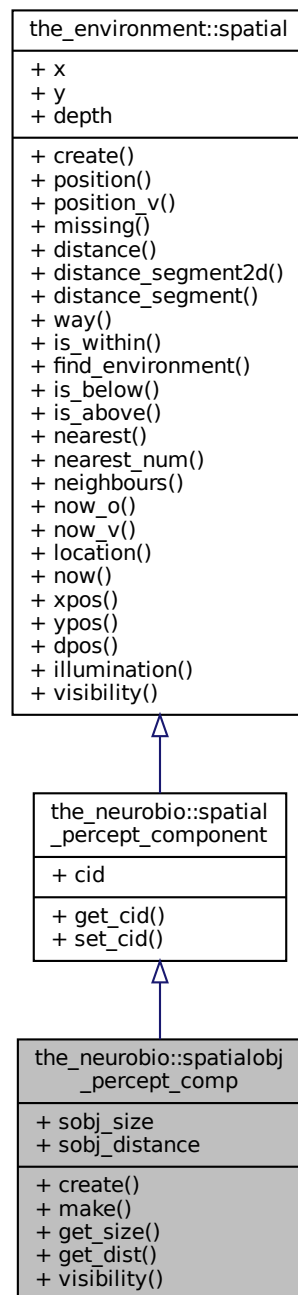 the_environment::spatial
+ x
+ y
+ depth
+ create()
+ position()
+ position_v()
+ missing()
+ distance()
+ distance_segment2d()
+ distance_segment()
+ way()
+ is_within()
+ find_environment()
+ is_below()
+ is_above()
+ nearest()
+ nearest_num()
+ neighbours()
+ now_o()
+ now_v()
+ location()
+ now()
+ xpos()
+ ypos()
+ dpos()
+ illumination()
+ visibility()
the_neurobio::spatial
_percept_component
+ cid
+ get_cid()
+ set_cid()
the_neurobio::spatialobj
_percept_comp
+ sobj_size
+ sobj_distance
+ create()
+ make()
+ get_size()
+ get_dist()
+ visibility()